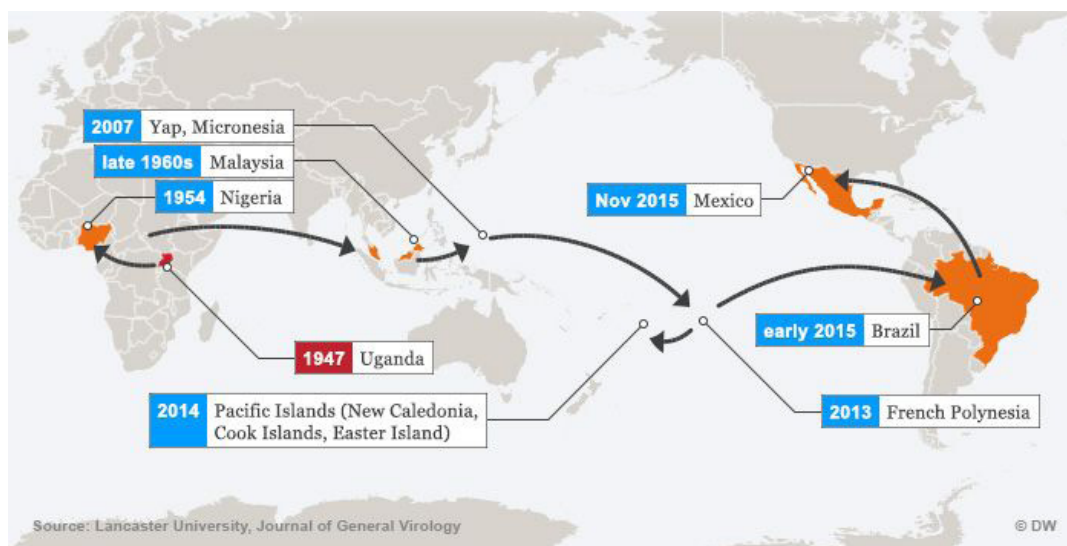 2007 Yap, Micronesia
late 1960s Malaysia
1954 Nigeria
Nov 2015 Mexico
early 2015 Brazil
1947 Uganda
2014 Pacific Islands (New Caledonia,
Cook Islands, Easter Island)
2013 French Polynesia
Source: Lancaster University, Journal of General Virology
© DW